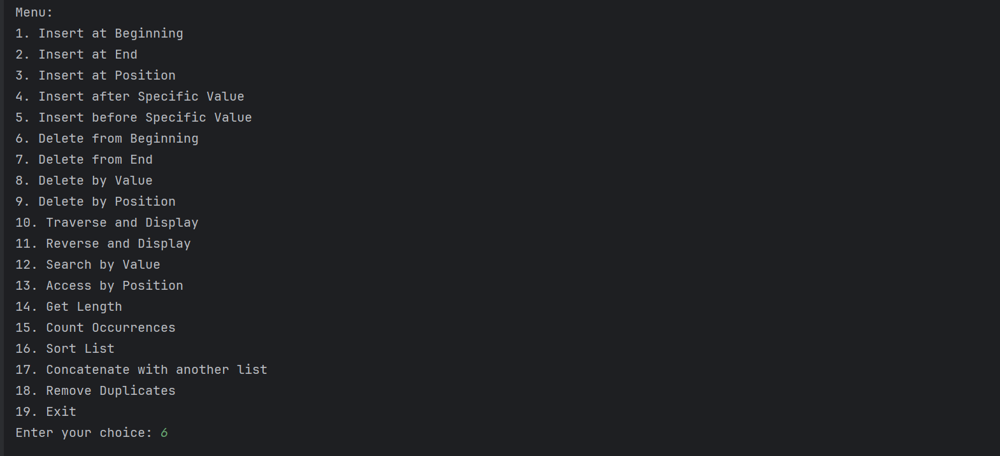 Menu:
1. Insert at Beginning
2. Insert at End
3. Insert at Position
4. Insert after Specific Value
5. Insert before Specific Value
6. Delete from Beginning
7. Delete from End
8. Delete by Value
9. Delete by Position
10. Traverse and Display
11. Reverse and Display
12. Search by Value
13. Access by Position
14. Get Length
15. Count Occurrences
16. Sort List
17. Concatenate with another list
18. Remove Duplicates
19. Exit
Enter your choice: 6